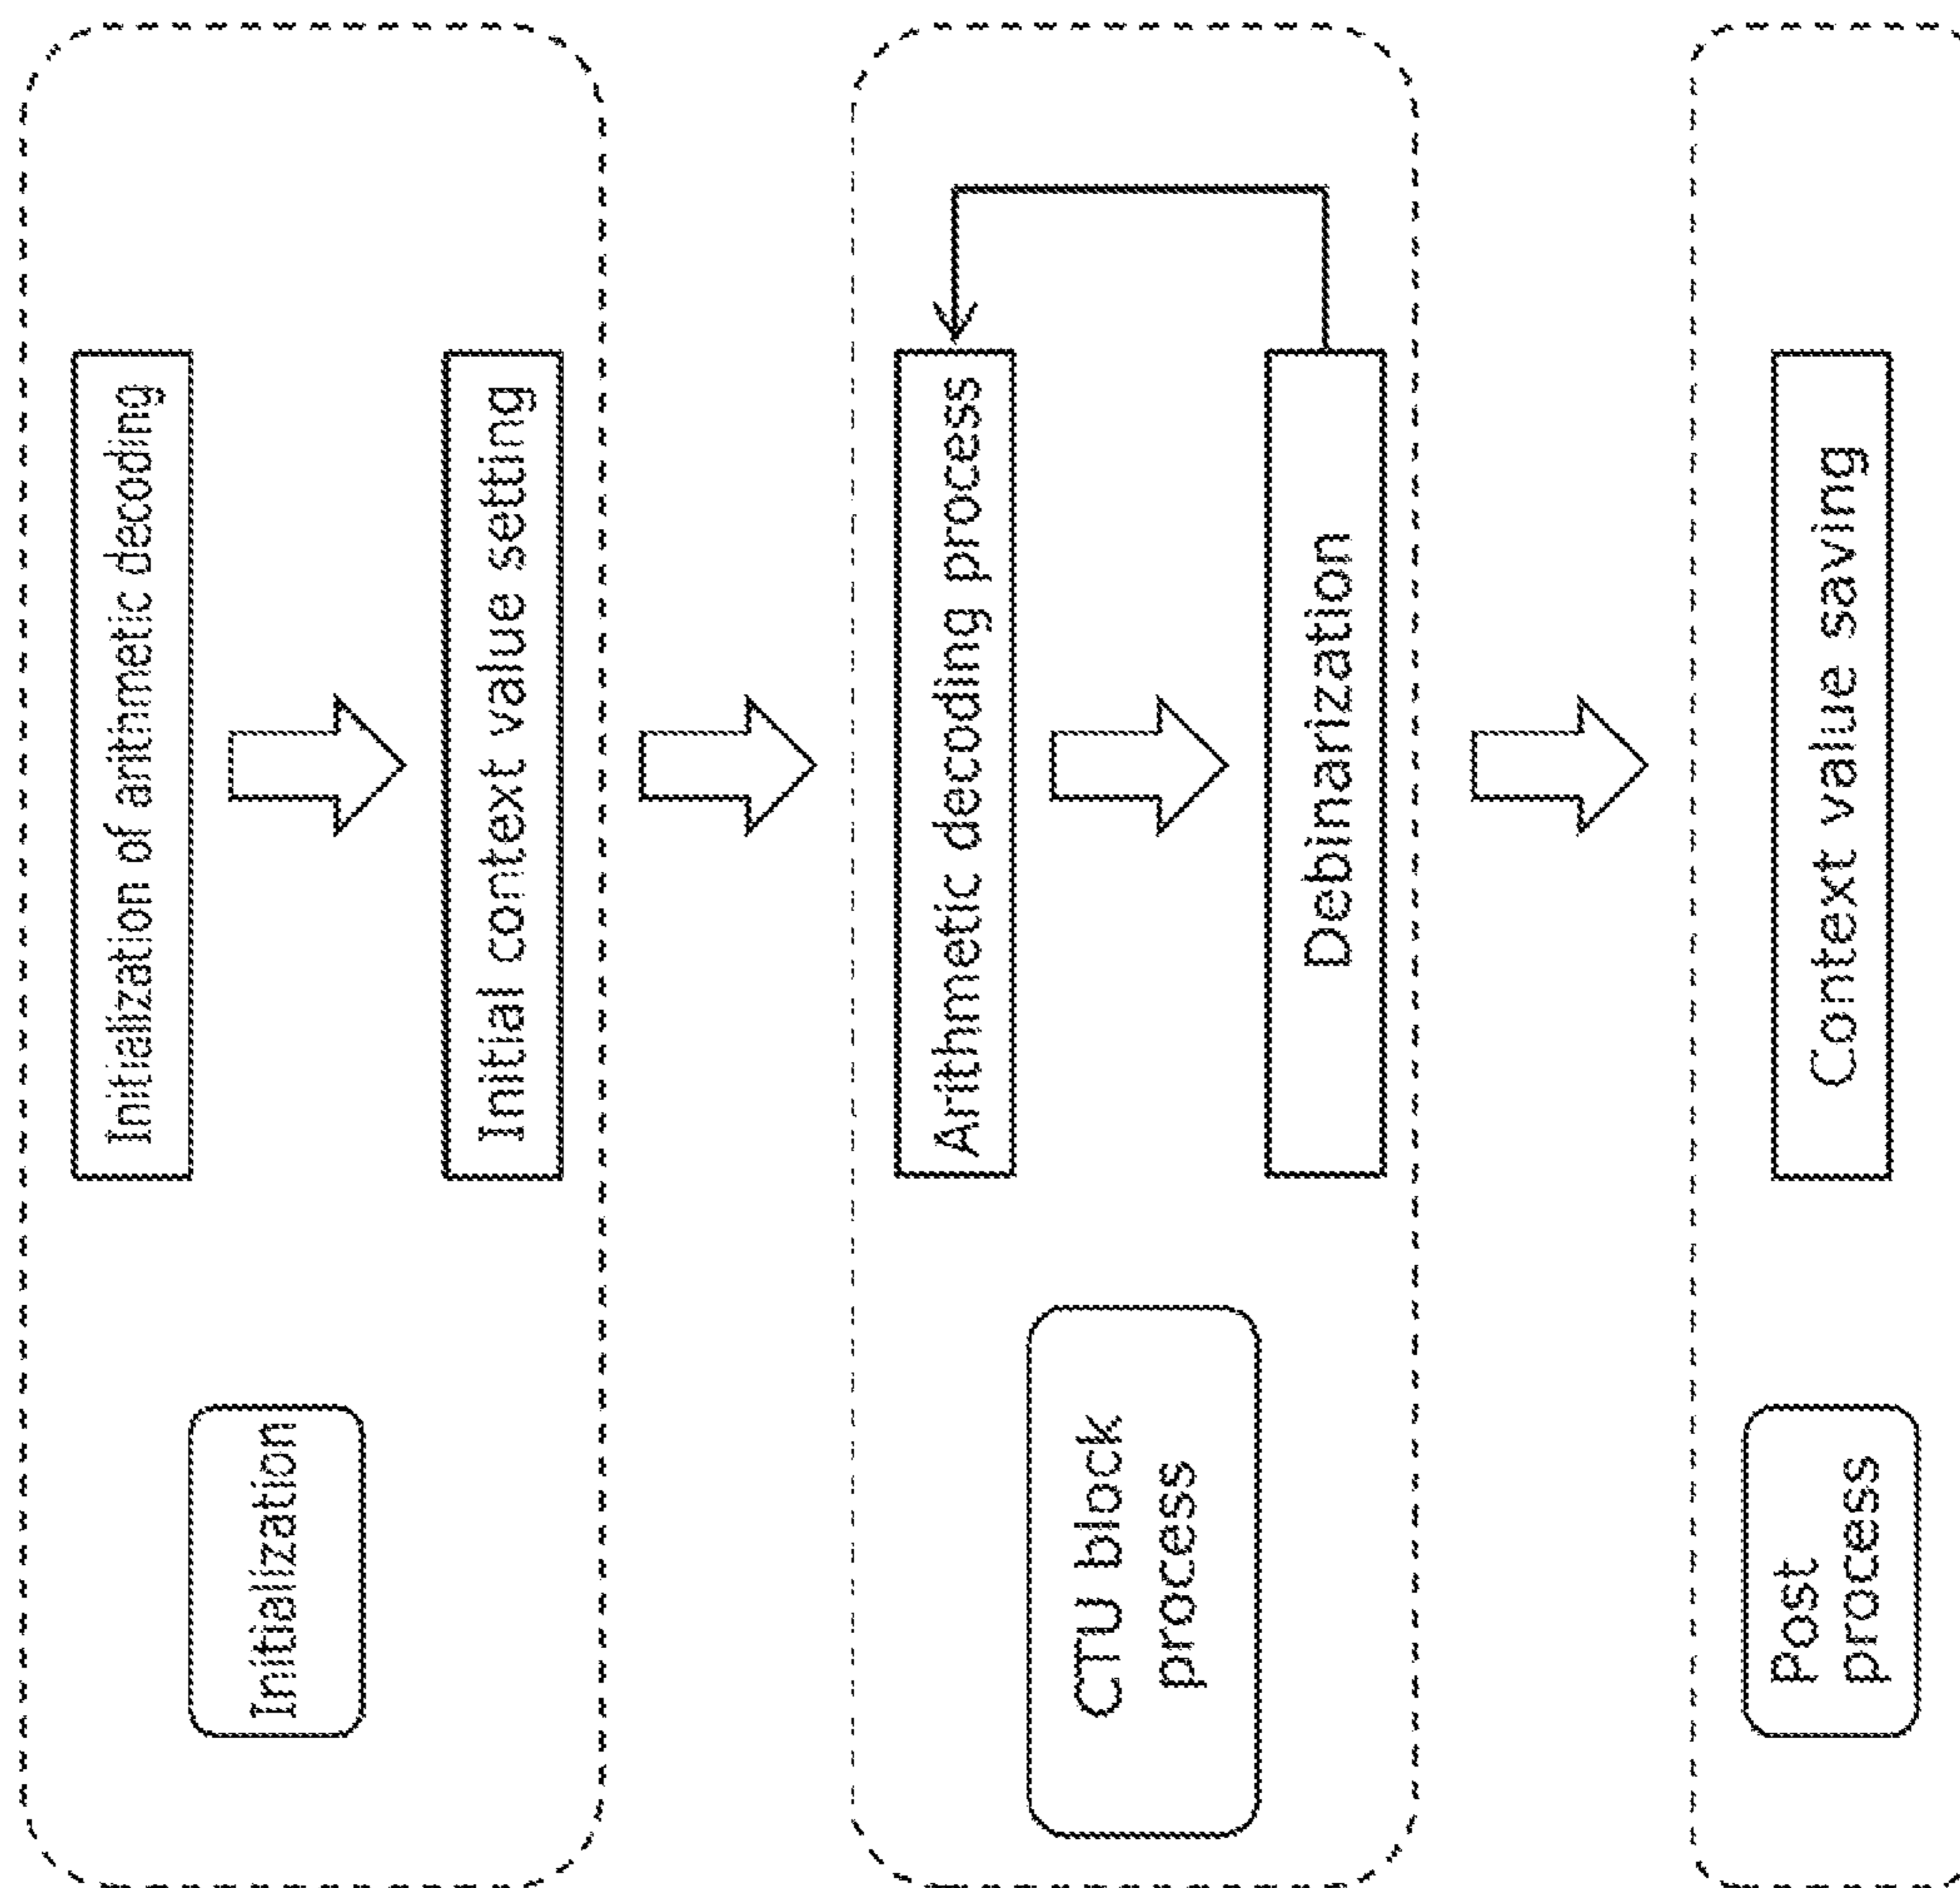 Initialization
Initialization of arithmetic decoding
Initial context value setting
CTU block
process
Arithmetic decoding process
Debinarization
Post
process
Context value saving